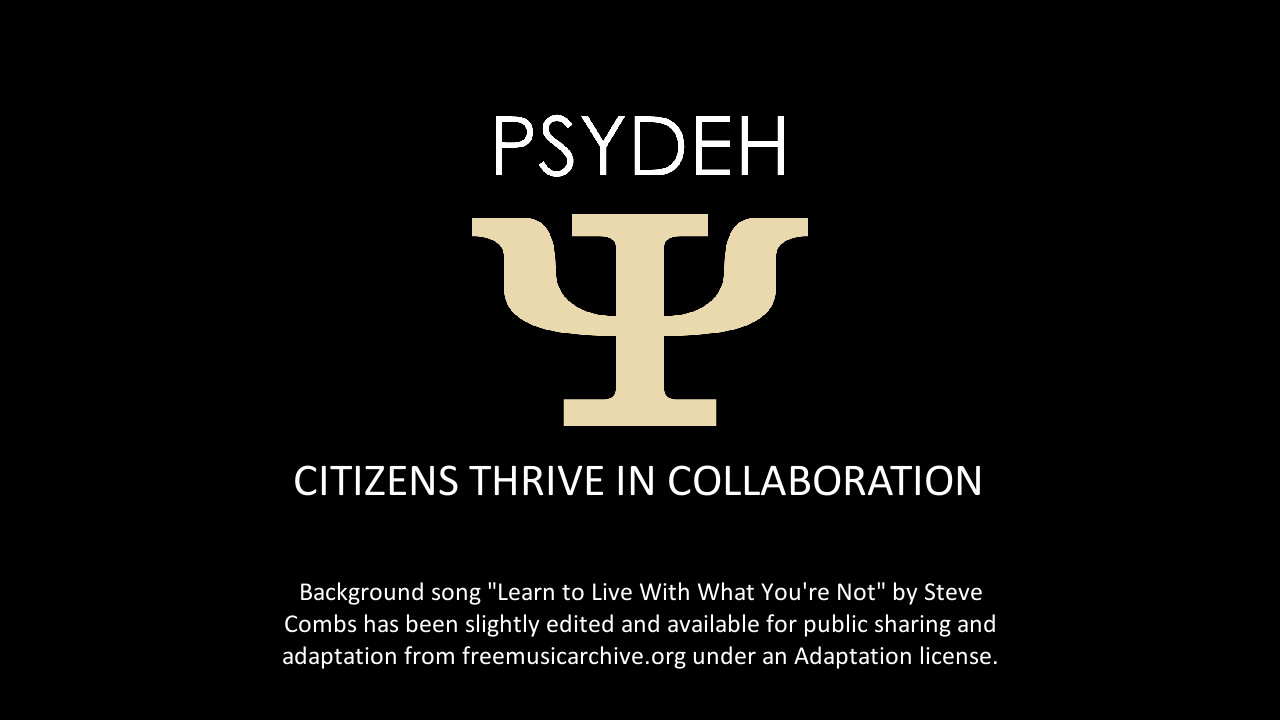 PSYDEH
Ψ
CITIZENS THRIVE IN COLLABORATION
Background song "Learn to Live With What You're Not" by Steve
Combs has been slightly edited and available for public sharing and
adaptation from freemusicarchive.org under an Adaptation license.